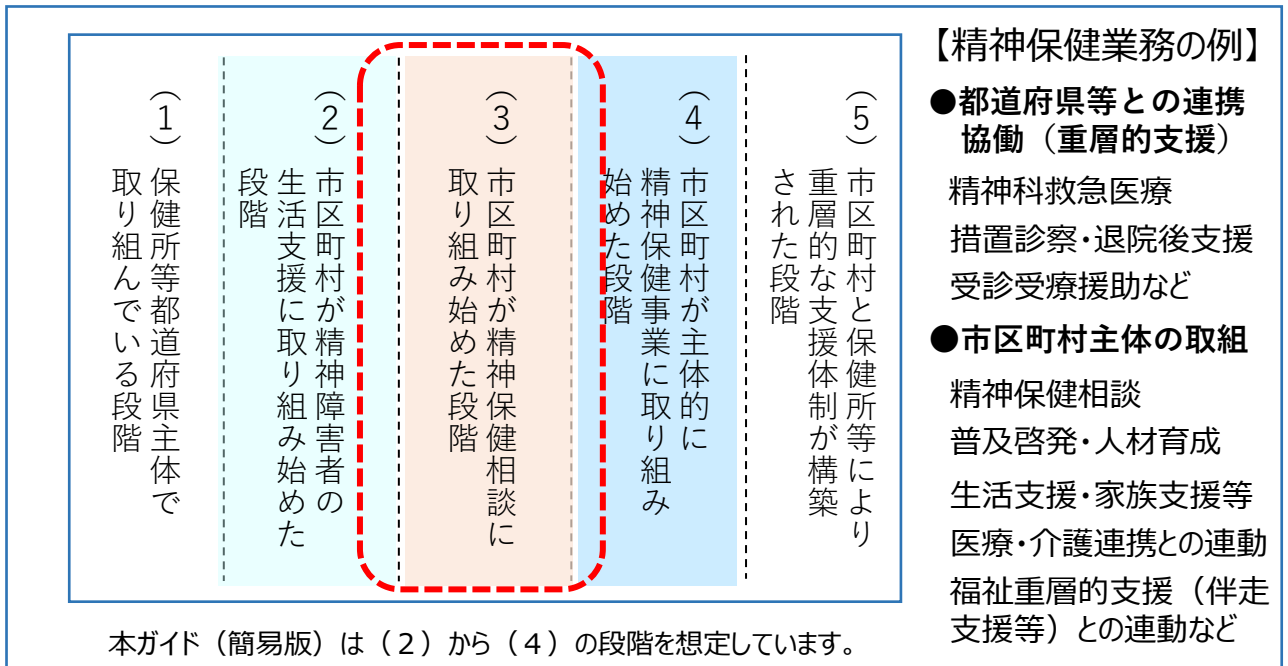 （1）
保健所等都道府県主体で
取り組んでいる段階
（2）
市区町村が精神障害者の
生活支援に取り組み始めた
段階
（3）
市区町村が精神保健相談に
取り組み始めた段階
（4）
市区町村が主体的に
精神保健事業に取り組み
始めた段階
（5）
市区町村と保健所等により
重層的な支援体制が構築
された段階
本ガイド（簡易版）は（2）から（4）の段階を想定しています。
【精神保健業務の例】
●都道府県等との連携
協働（重層的支援）
精神科救急医療
措置診察・退院後支援
受診受療援助など
●市区町村主体の取組
精神保健相談
普及啓発・人材育成
生活支援・家族支援等
医療・介護連携との連動
福祉重層的支援（伴走
支援等）との連動など